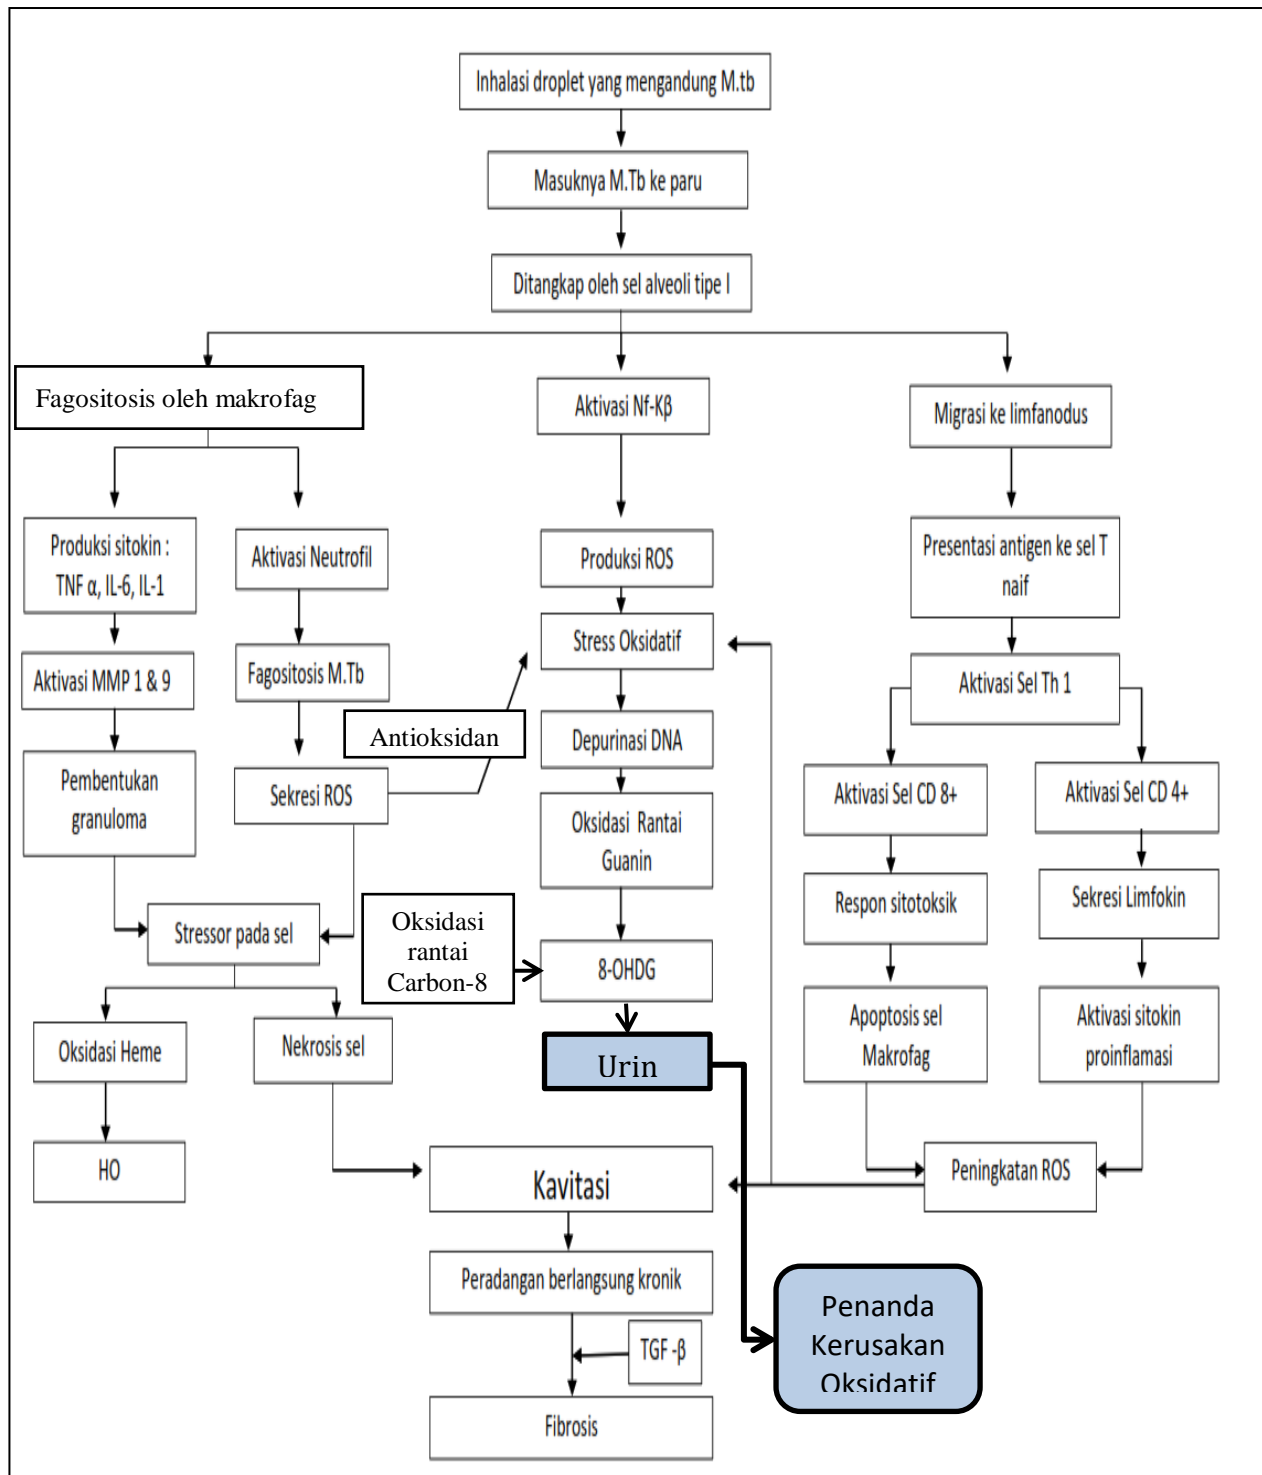 Inhalasi droplet yang mengandung M.tb
Masuknya M.Tb ke paru
Ditangkap oleh sel alveoli tipe I
Fagositosis oleh makrofag
Aktivasi Nf-Kβ
Migrasi ke limfanodus
Produksi sitokin :
TNF α, IL-6, IL-1
Aktivasi Neutrofil
Produksi ROS
Presentasi antigen ke sel T
naif
Stress Oksidatif
Aktivasi MMP 1 & 9
Fagositosis M.Tb
Aktivasi Sel Th 1
Antioksidan
Depurinasi DNA
Pembentukan
granuloma
Sekresi ROS
Aktivasi Sel CD 8+
Aktivasi Sel CD 4+
Oksidasi Rantai
Guanin
Respon sitotoksik
Sekresi Limfokin
Stressor pada sel
Oksidasi
rantai
Carbon-8
8-OHDG
Oksidasi Heme
Nekrosis sel
Urin
Apoptosis sel
Makrofag
Aktivasi sitokin
proinflamasi
HO
Kavitasi
Peningkatan ROS
Peradangan berlangsung kronik
TGF -β
Penanda
Kerusakan
Oksidatif
Fibrosis